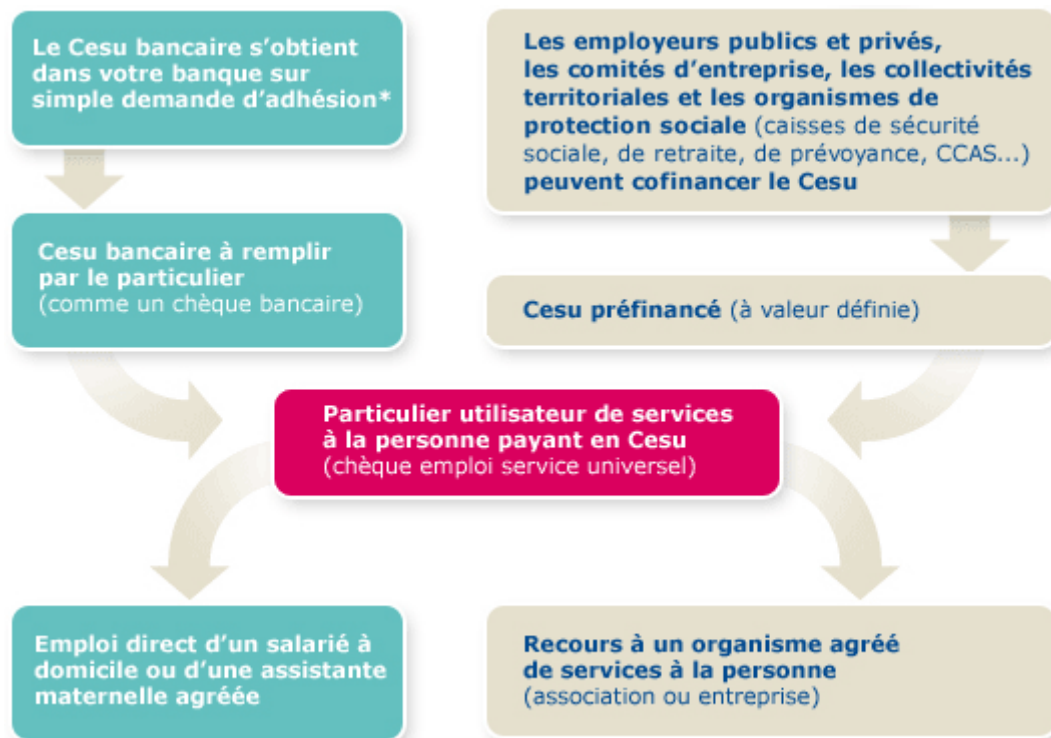 Le Cesu bancaire s’obtient
dans votre banque sur
simple demande d’adhésion*
Les employeurs publics et privés,
les comités d’entreprise, les collectivités
territoriales et les organismes de
protection sociale (caisses de sécurité
sociale, de retraite, de prévoyance, CCAS...)
peuvent cofinancer le Cesu
Cesu bancaire à remplir
par le particulier
(comme un chèque bancaire)
Cesu préfinancé (à valeur définie)
Particulier utilisateur de services
à la personne payant en Cesu
(chèque emploi service universel)
Emploi direct d’un salarié à
domicile ou d’une assistante
maternelle agréée
Recours à un organisme agréé
de services à la personne
(association ou entreprise)